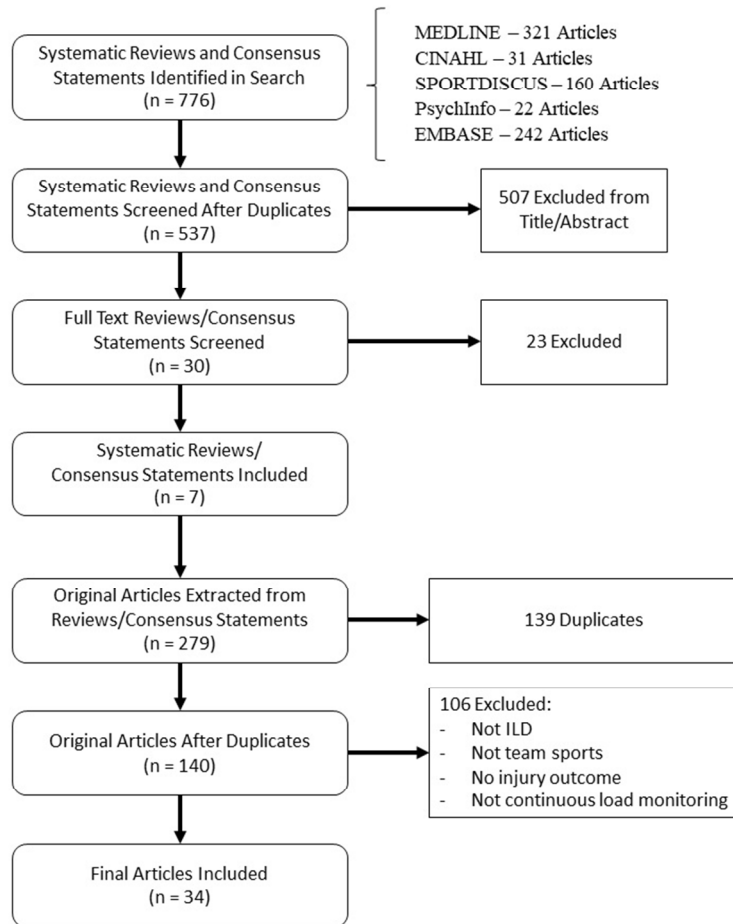 Systematic Reviews and Consensus
Statements Identified in Search
(n = 776)
MEDLINE – 321 Articles
CINAHL – 31 Articles
SPORTDISCUS – 160 Articles
PsychInfo – 22 Articles
EMBASE – 242 Articles
Systematic Reviews and Consensus
Statements Screened After Duplicates
(n = 537)
507 Excluded from
Title/Abstract
Full Text Reviews/Consensus
Statements Screened
(n = 30)
23 Excluded
Systematic Reviews/
Consensus Statements Included
(n = 7)
Original Articles Extracted from
Reviews/Consensus Statements
(n = 279)
139 Duplicates
Original Articles After Duplicates
(n = 140)
106 Excluded:
- Not ILD
- Not team sports
- No injury outcome
- Not continuous load monitoring
Final Articles Included
(n = 34)